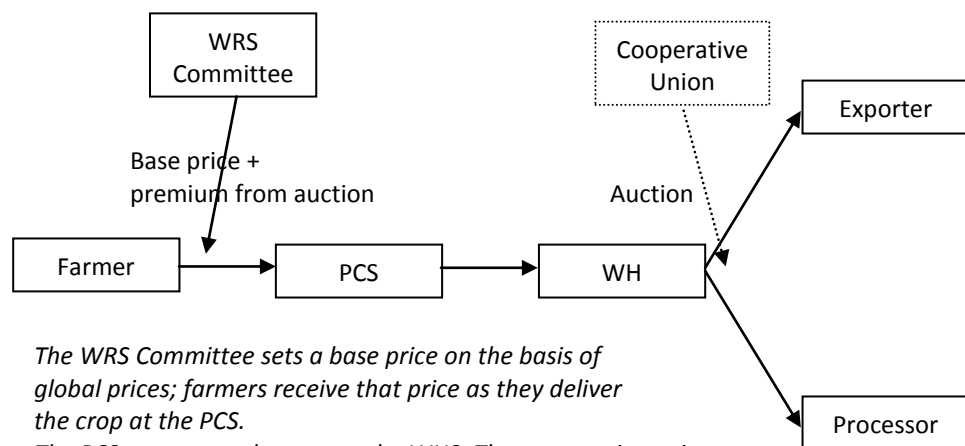 WRS
Committee
Cooperative
Union
Exporter
Base price +
premium from auction
Auction
Farmer
PCS
WH
The WRS Committee sets a base price on the basis of
global prices; farmers receive that price as they deliver
the crop at the PCS.
Processor